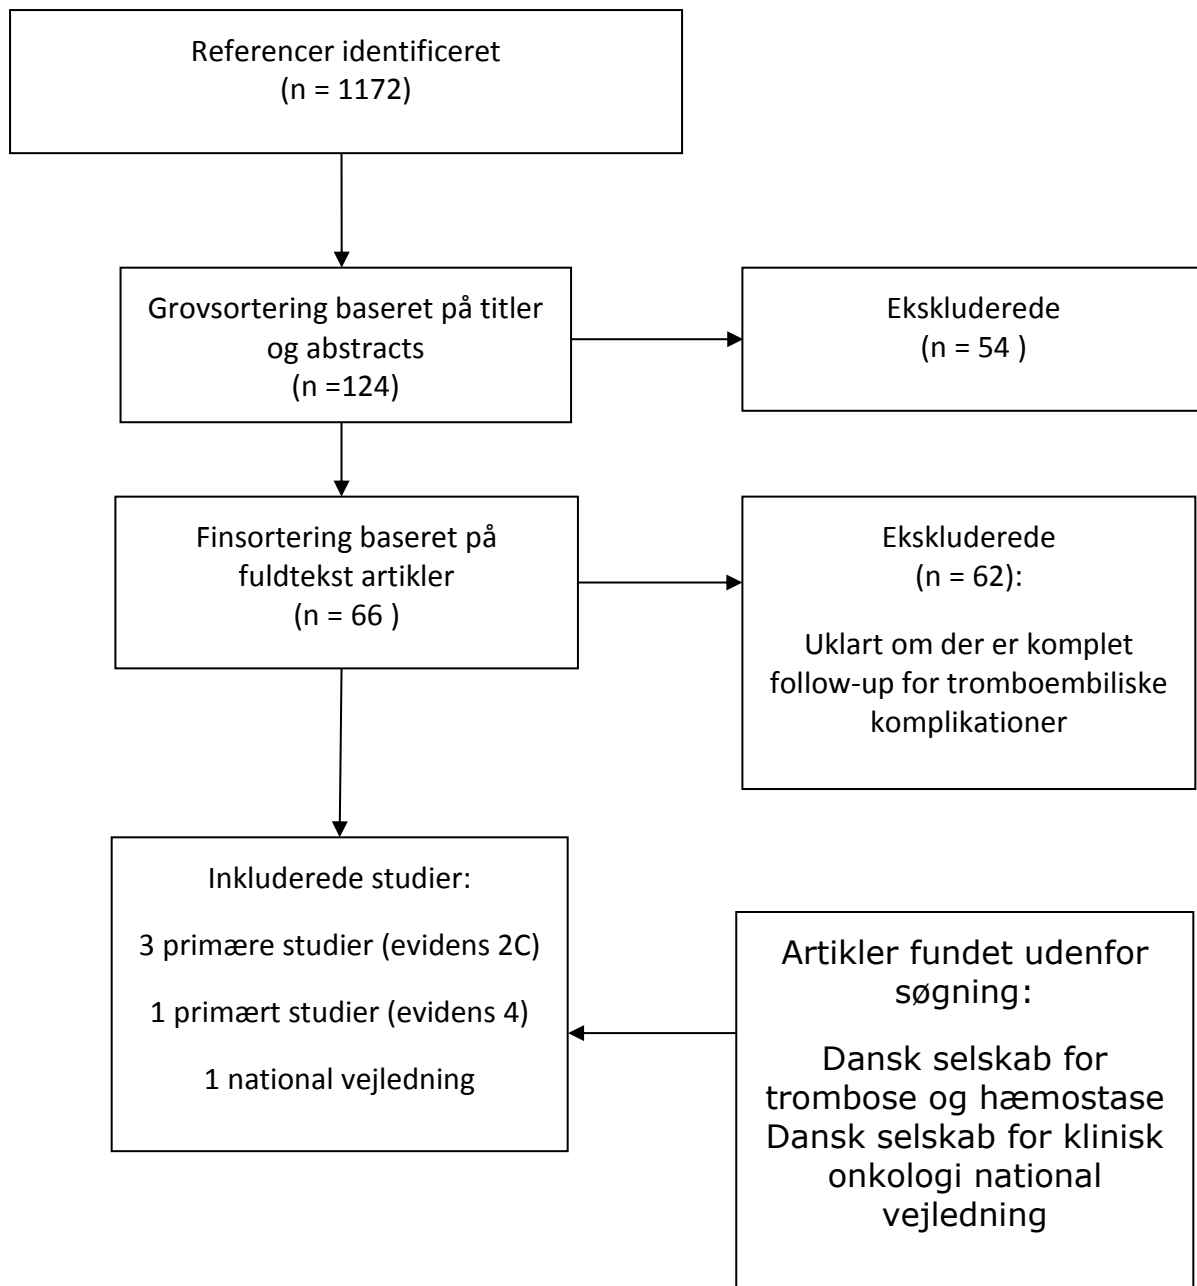 Referencer identificeret
(n = 1172)
Grovsortering baseret på titler
og abstracts
(n =124)
Ekskluderede
(n = 54 )
Finsortering baseret på
fuldtekst artikler
(n = 66 )
Ekskluderede
(n = 62):
Uklart om der er komplet
follow-up for tromboembiliske
komplikationer
Inkluderede studier:
3 primære studier (evidens 2C)
1 primært studier (evidens 4)
1 national vejledning
Artikler fundet udenfor
søgning:
Dansk selskab for
trombose og hæmostase
Dansk selskab for klinisk
onkologi national
vejledning